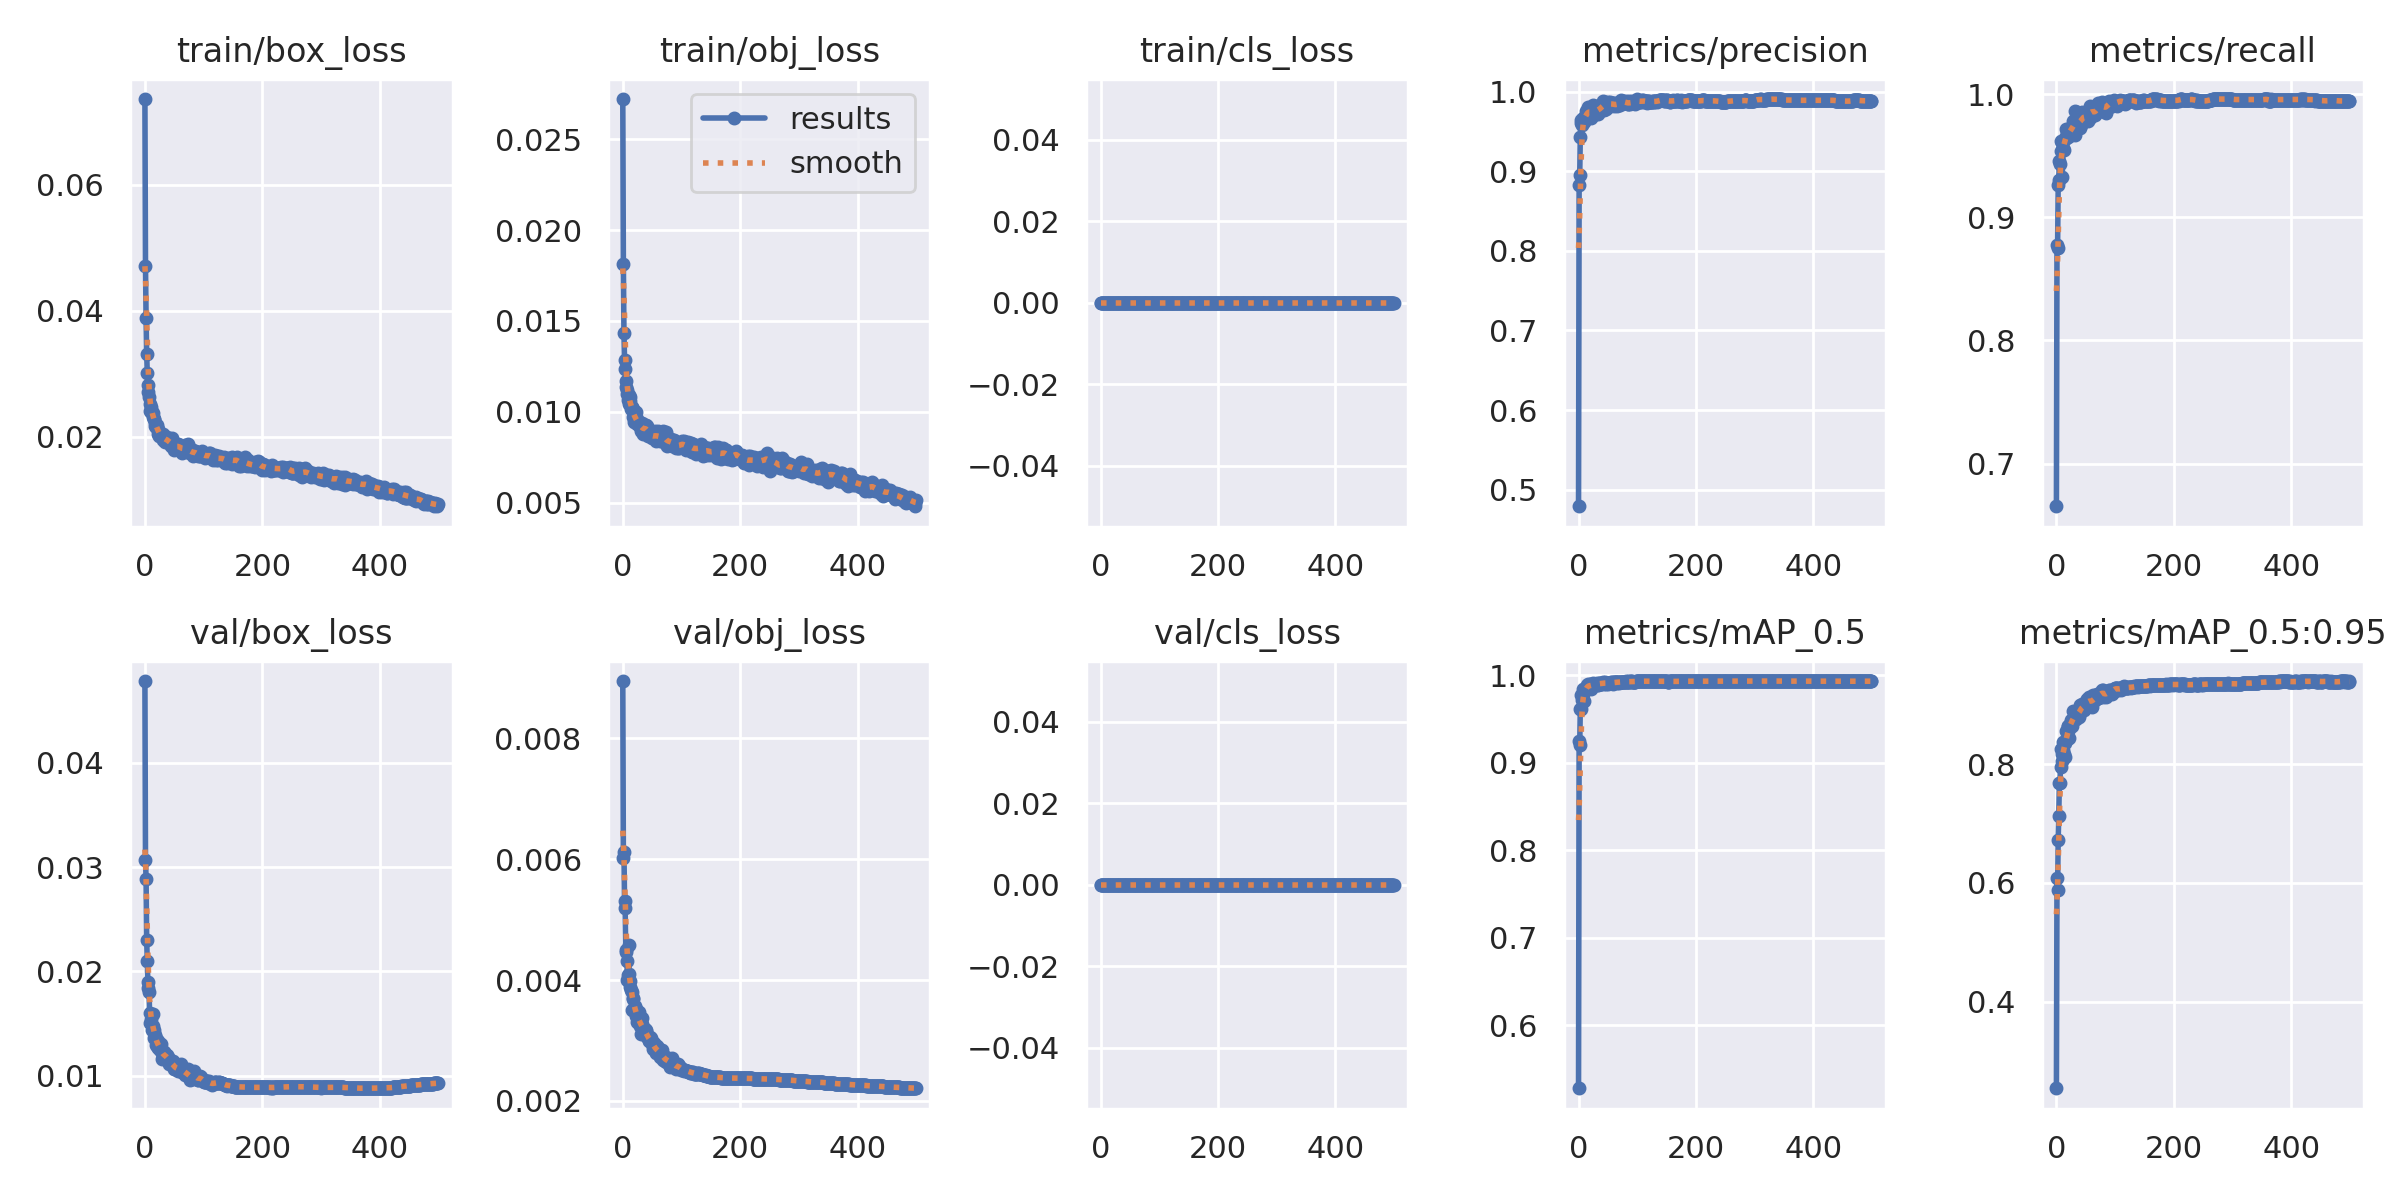 train/box_loss
0.06
0.04
0.02
0 200 400
train/obj_loss
results
smooth
0.025
0.020
0.015
0.010
0.005
0 200 400
train/cls_loss
0.04
0.02
0.00
−0.02
−0.04
0 200 400
metrics/precision
1.0
0.9
0.8
0.7
0.6
0.5
0 200 400
metrics/recall
1.0
0.9
0.8
0.7
0 200 400
val/box_loss
0.04
0.03
0.02
0.01
0 200 400
val/obj_loss
0.008
0.006
0.004
0.002
0 200 400
val/cls_loss
0.04
0.02
0.00
−0.02
−0.04
0 200 400
metrics/mAP_0.5
1.0
0.9
0.8
0.7
0.6
0 200 400
metrics/mAP_0.5:0.95
0.8
0.6
0.4
0 200 400